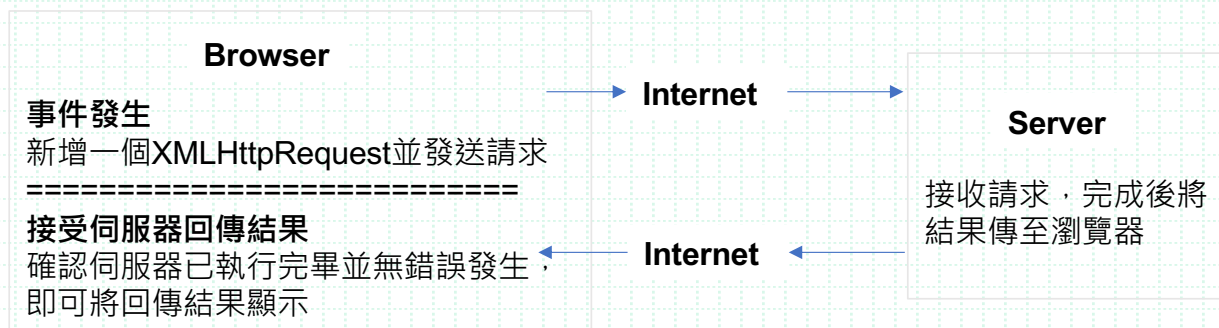 Browser
事件發生
新增一個XMLHttpRequest並發送請求
===========================
接受伺服器回傳結果
確認伺服器已執行完畢並無錯誤發生，
即可將回傳結果顯示
Internet
Internet
Server
接收請求，完成後將
結果傳至瀏覽器